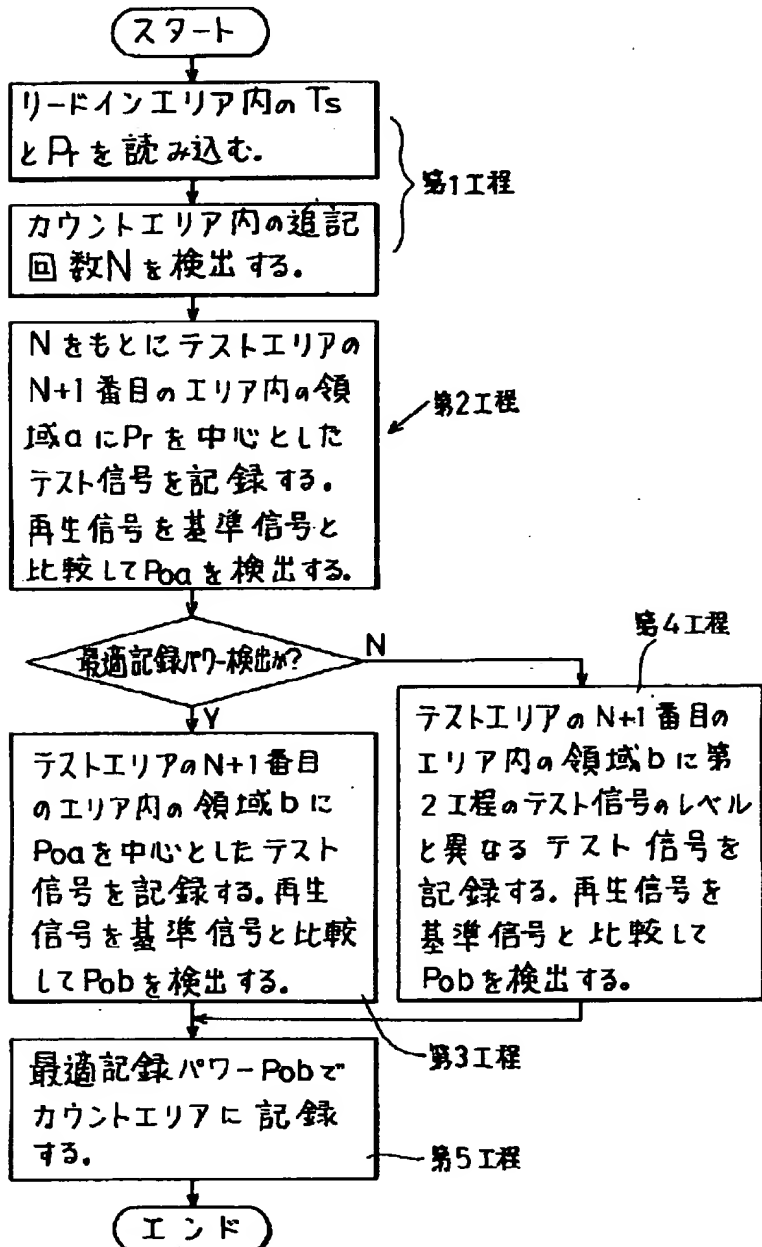 スタート
リードインエリア内のTs
とPrを読み込む。
カウントエリア内の追記
回数Nを検出する。
第1工程
Nをもとにテストエリアの
N+1番目のエリア内の領
域aにPrを中心とした
テスト信号を記録する。
再生信号を基準信号と
比較してPoaを検出する。
第2工程
最適記録パワー検出か?
N
Y
第4工程
テストエリアのN+1番目の
エリア内の領域bに第
2工程のテスト信号のレベル
と異なるテスト信号を
記録する。再生信号を
基準信号と比較して
Pobを検出する。
テストエリアのN+1番目
のエリア内の領域bに
Poaを中心としたテスト
信号を記録する。再生
信号を基準信号と比較
してPobを検出する。
第3工程
最適記録パワーPobで
カウントエリアに記録
する。
第5工程
エンド